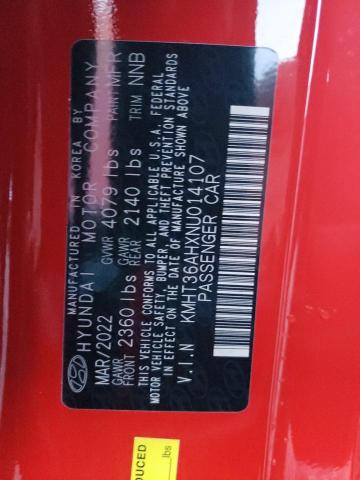 MANUFACTURED IN KOREA BY
HYUNDAI MOTOR COMPANY
MAR/2022 GVWR 4079 lbs PAINT MFR
GAWR FRONT 2360 lbs GAWR REAR 2140 lbs TRIM NNB
THIS VEHICLE CONFORMS TO ALL APPLICABLE U.S.A. FEDERAL
MOTOR VEHICLE SAFETY, BUMPER, AND THEFT PREVENTION STANDARDS
IN EFFECT ON THE DATE OF MANUFACTURE SHOWN ABOVE
V.I.N KMHT36AHXNU014107
PASSENGER CAR
DUCED
lbs